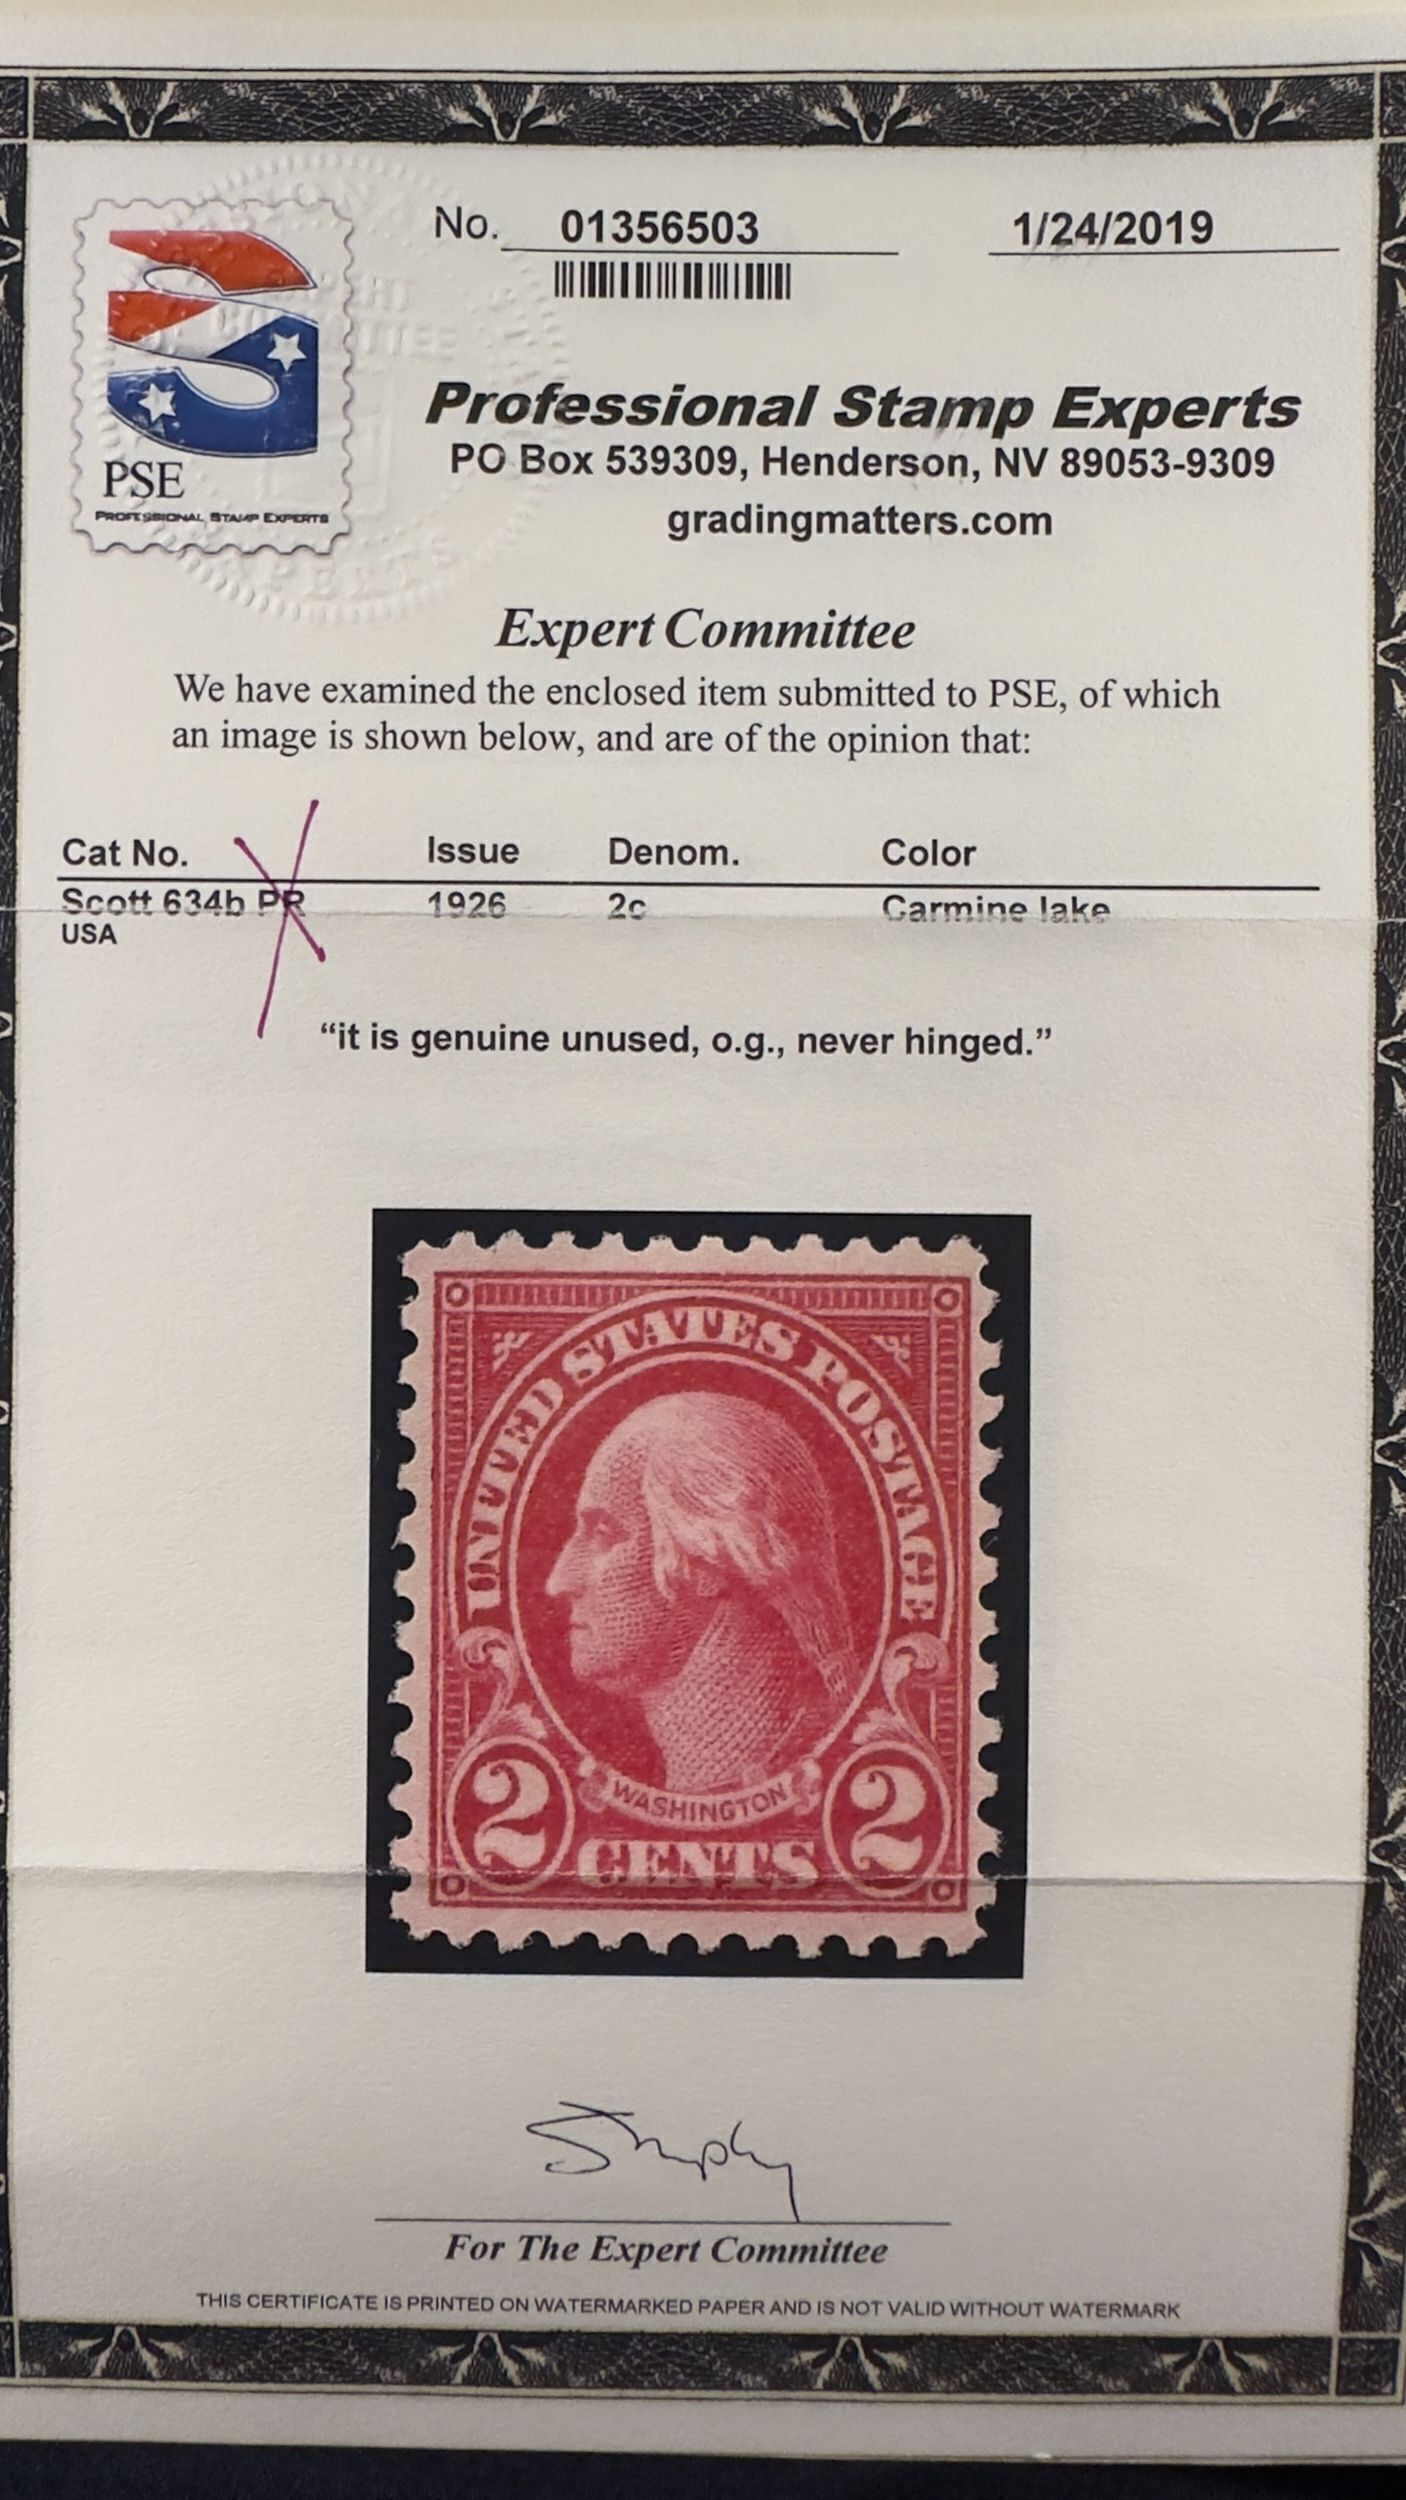 No. 01356503 1/24/2019
Professional Stamp Experts
PO Box 539309, Henderson, NV 89053-9309
gradingmatters.com
PSE
PROFESSIONAL STAMP EXPERTS
Expert Committee
We have examined the enclosed item submitted to PSE, of which
an image is shown below, and are of the opinion that:
Cat No. Issue Denom. Color
Scott 634b PR 1926 2c Carmine lake
USA
“it is genuine unused, o.g., never hinged.”
UNITED STATES POSTAGE
WASHINGTON
2 CENTS 2
For The Expert Committee
THIS CERTIFICATE IS PRINTED ON WATERMARKED PAPER AND IS NOT VALID WITHOUT WATERMARK